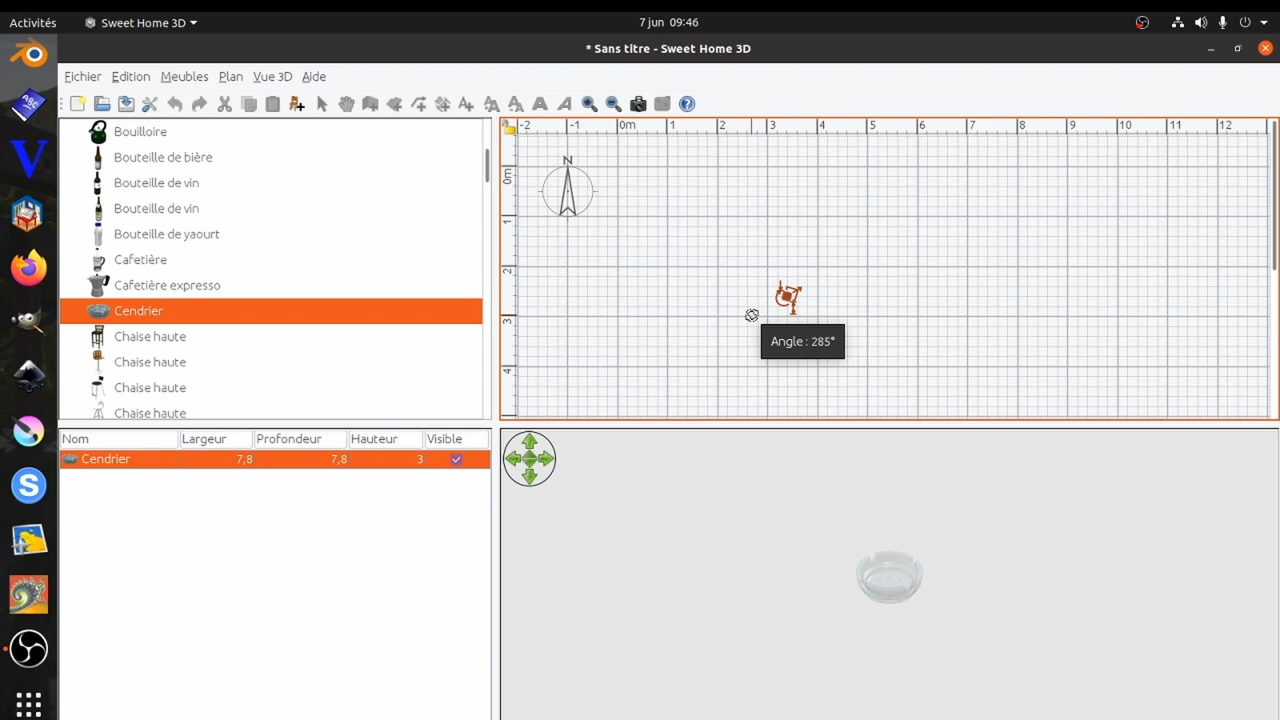 Activités
Sweet Home 3D
7 jun 09:46
* Sans titre - Sweet Home 3D
Fichier Edition Meubles Plan Vue 3D Aide
Bouilloire
Bouteille de bière
Bouteille de vin
Bouteille de vin
Bouteille de yaourt
Cafetière
Cafetière expresso
Cendrier
Chaise haute
Chaise haute
Chaise haute
Chaise haute
-2 -1 0m 1 2 3 4 5 6 7 8 9 10 11 12
0m
1
2
3
4
N
Angle : 285°
Nom Largeur Profondeur Hauteur Visible
Cendrier 7,8 7,8 3
ABC
V
S